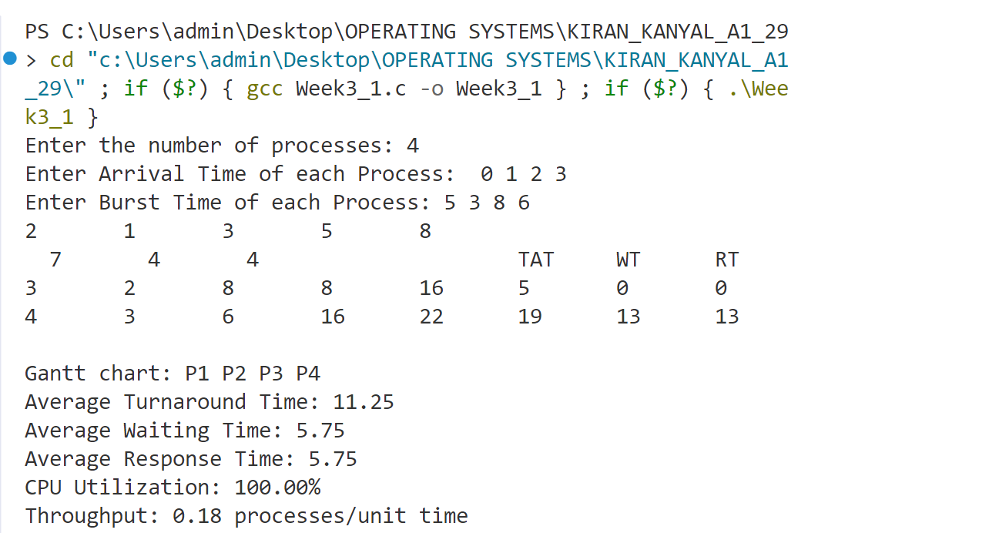 PS C:\Users\admin\Desktop\OPERATING SYSTEMS\KIRAN_KANYAL_A1_29
> cd "c:\Users\admin\Desktop\OPERATING SYSTEMS\KIRAN_KANYAL_A1
_29\" ; if ($?) { gcc Week3_1.c -o Week3_1 } ; if ($?) { .\Wee
k3_1 }
Enter the number of processes: 4
Enter Arrival Time of each Process:  0 1 2 3
Enter Burst Time of each Process: 5 3 8 6
2       1       3       5       8
  7       4       4                     TAT     WT      RT
3       2       8       8       16      5       0       0
4       3       6       16      22      19      13      13
Gantt chart: P1 P2 P3 P4
Average Turnaround Time: 11.25
Average Waiting Time: 5.75
Average Response Time: 5.75
CPU Utilization: 100.00%
Throughput: 0.18 processes/unit time